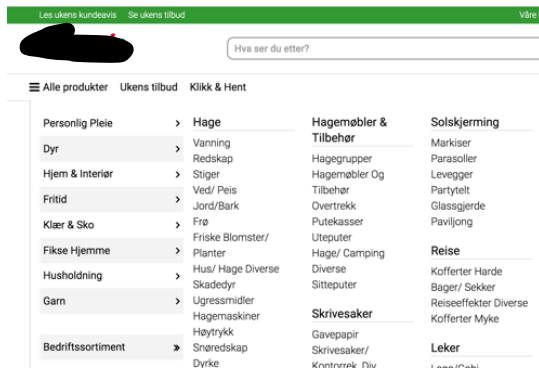 Les ukens kundeavis Se ukens tilbud Våre
Hva ser du etter?
Alle produkter Ukens tilbud Klikk & Hent
Personlig Pleie
Dyr
Hjem & Interiør
Fritid
Klær & Sko
Fikse Hjemme
Husholdning
Garn
Bedriftssortiment
Hage
Vanning
Redskap
Stiger
Ved/ Peis
Jord/Bark
Frø
Friske Blomster/
Planter
Hus/ Hage Diverse
Skadedyr
Ugressmidler
Hagemaskiner
Høytrykk
Snøredskap
Dyrke
Hagemøbler &
Tilbehør
Hagegrupper
Hagemøbler Og
Tilbehør
Overtrekk
Putekasser
Uteputer
Hage/ Camping
Diverse
Sitteputer
Skrivesaker
Gavepapir
Skrivesaker/
Kontorrek. Div
Solskjerming
Markiser
Parasoller
Levegger
Partytelt
Glassgjerde
Paviljong
Reise
Kofferter Harde
Bager/ Sekker
Reiseeffekter Diverse
Kofferter Myke
Leker